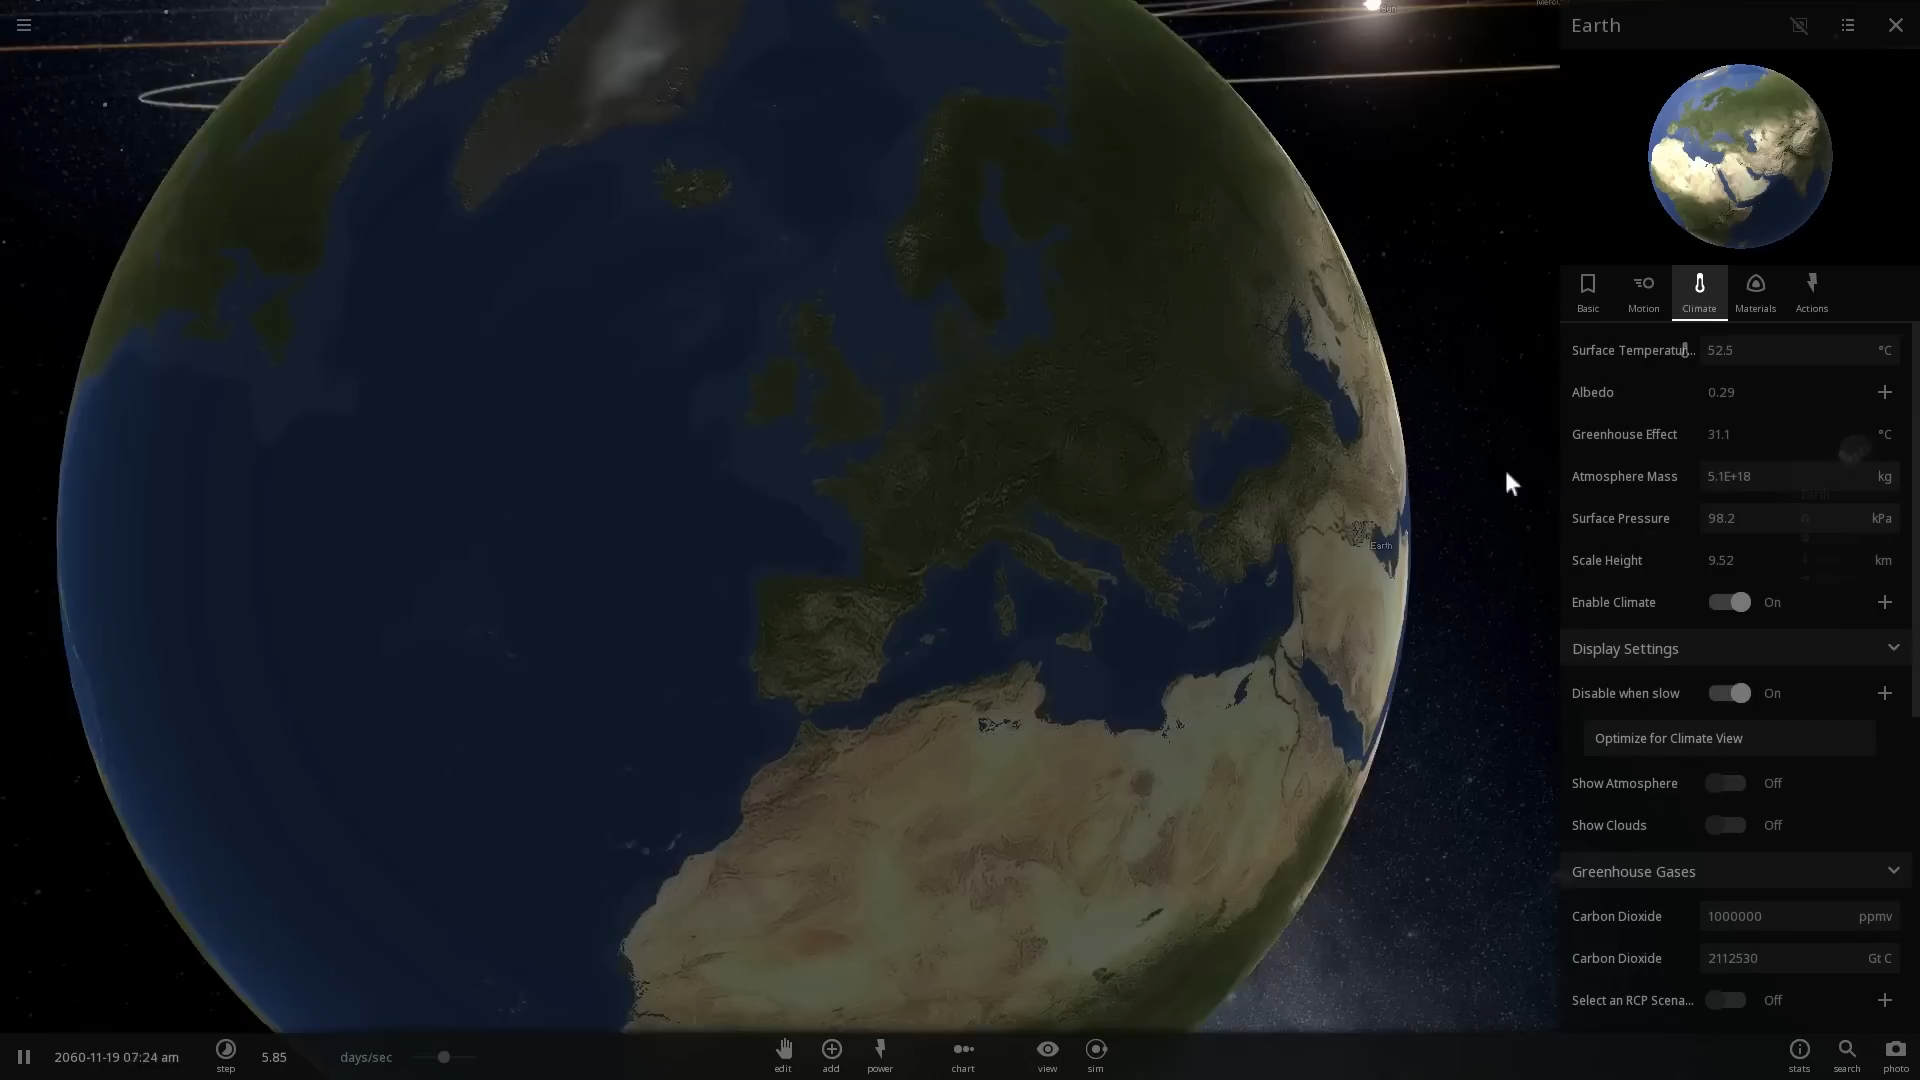 Sun
Earth
Basic
Motion
Climate
Materials
Actions
Surface Temperatur...
52.5
°C
Albedo
0.29
Greenhouse Effect
31.1
°C
Atmosphere Mass
5.1E+18
kg
Surface Pressure
98.2
kPa
Scale Height
9.52
km
Enable Climate
On
Earth
Display Settings
Disable when slow
On
Optimize for Climate View
Show Atmosphere
Off
Show Clouds
Off
Greenhouse Gases
Carbon Dioxide
1000000
ppmv
Carbon Dioxide
2112530
Gt C
Select an RCP Scena...
Off
2060-11-19 07:24 am
step
5.85
days/sec
edit
add
power
chart
view
sim
stats
search
photo